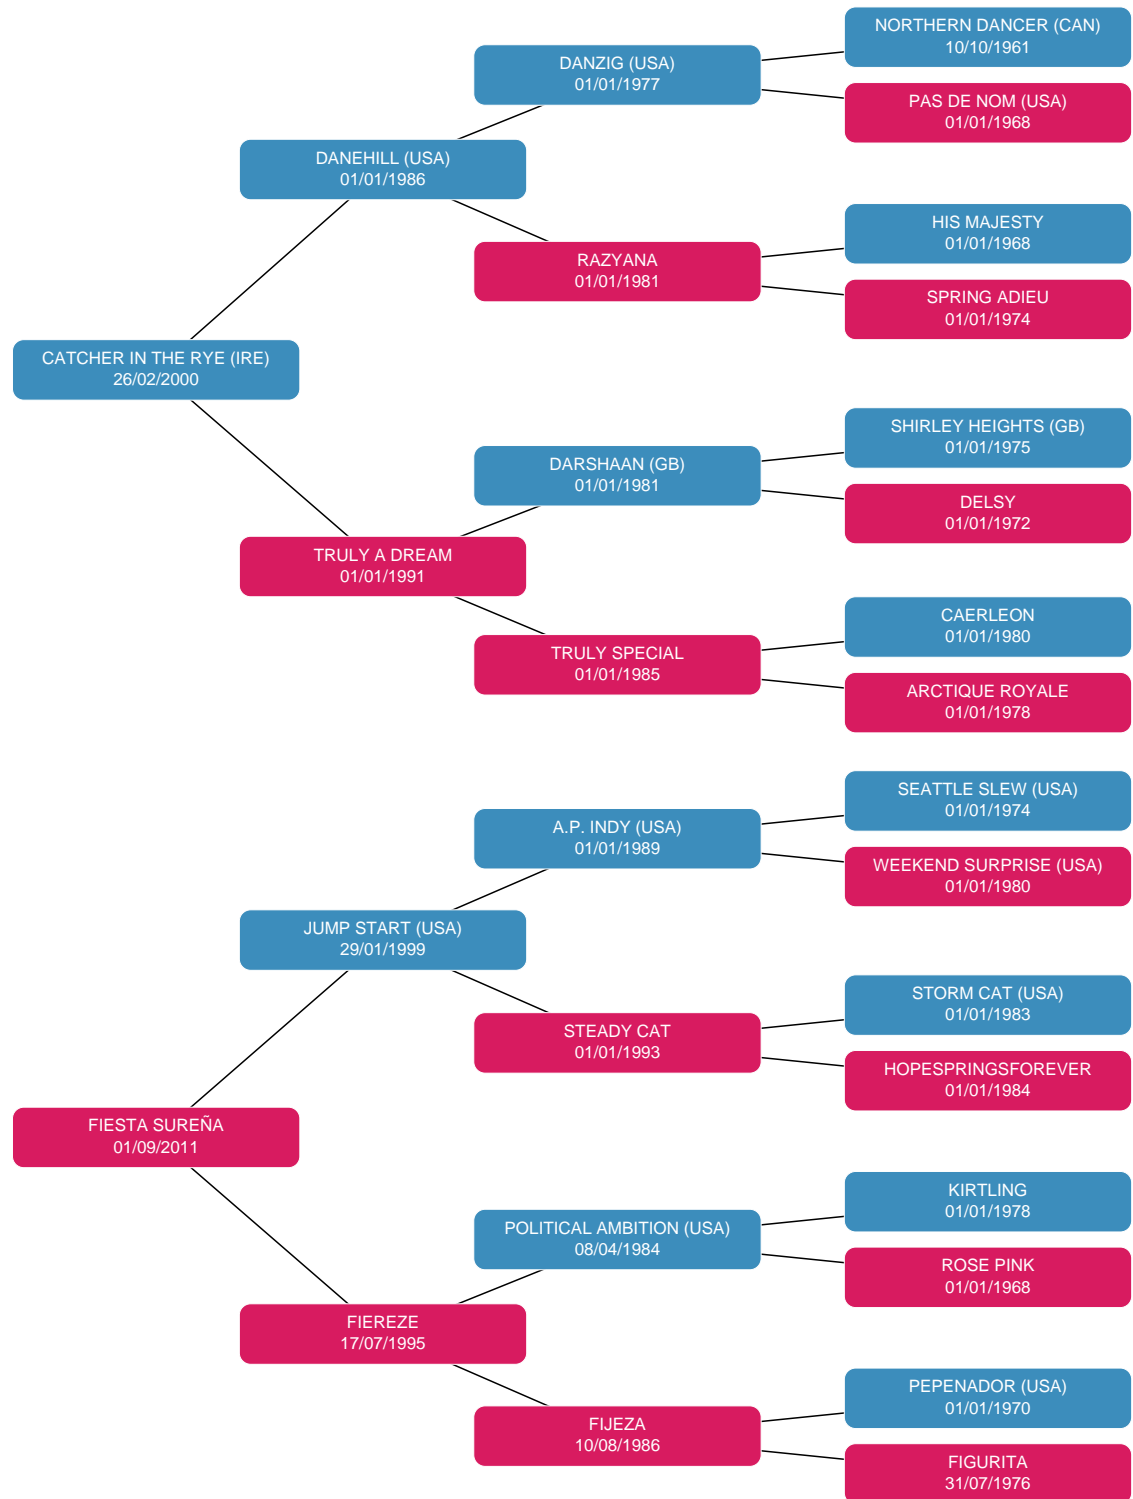 NORTHERN DANCER (CAN)
10/10/1961
DANZIG (USA)
01/01/1977
PAS DE NOM (USA)
01/01/1968
DANEHILL (USA)
01/01/1986
HIS MAJESTY
01/01/1968
RAZYANA
01/01/1981
SPRING ADIEU
01/01/1974
CATCHER IN THE RYE (IRE)
26/02/2000
SHIRLEY HEIGHTS (GB)
01/01/1975
DARSHAAN (GB)
01/01/1981
DELSY
01/01/1972
TRULY A DREAM
01/01/1991
CAERLEON
01/01/1980
TRULY SPECIAL
01/01/1985
ARCTIQUE ROYALE
01/01/1978
SEATTLE SLEW (USA)
01/01/1974
A.P. INDY (USA)
01/01/1989
WEEKEND SURPRISE (USA)
01/01/1980
JUMP START (USA)
29/01/1999
STORM CAT (USA)
01/01/1983
STEADY CAT
01/01/1993
HOPESPRINGSFOREVER
01/01/1984
FIESTA SUREÑA
01/09/2011
KIRTLING
01/01/1978
POLITICAL AMBITION (USA)
08/04/1984
ROSE PINK
01/01/1968
FIEREZE
17/07/1995
PEPENADOR (USA)
01/01/1970
FIJEZA
10/08/1986
FIGURITA
31/07/1976